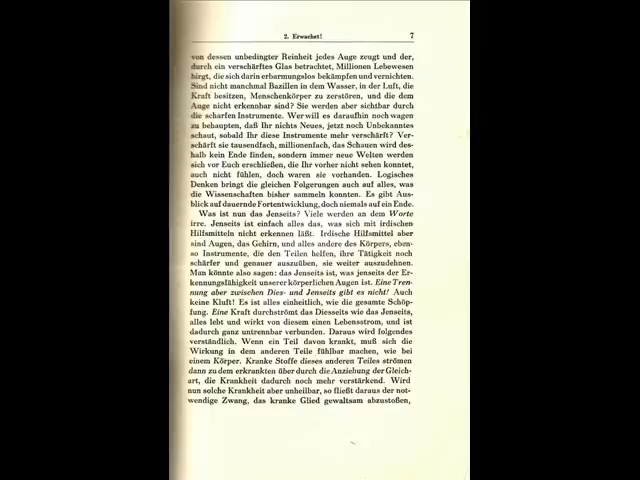 2. Erwachet! 7
von dessen unbedingter Reinheit jedes Auge zeugt und der,
durch ein verschärftes Glas betrachtet, Millionen Lebewesen
birgt, die sich darin erbarmungslos bekämpfen und vernichten.
Sind nicht manchmal Bazillen in dem Wasser, in der Luft, die
Kraft besitzen, Menschenkörper zu zerstören, und die dem
Auge nicht erkennbar sind? Sie werden aber sichtbar durch
die scharfen Instrumente. Wer will es daraufhin noch wagen
zu behaupten, daß Ihr nichts Neues, jetzt noch Unbekanntes
schaut, sobald Ihr diese Instrumente mehr verschärft? Ver-
schärft sie tausendfach, millionenfach, das Schauen wird des-
halb kein Ende finden, sondern immer neue Welten werden
sich vor Euch erschließen, die Ihr vorher nicht sehen konntet,
auch nicht fühlen, doch waren sie vorhanden. Logisches
Denken bringt die gleichen Folgerungen auch auf alles, was
die Wissenschaften bisher sammeln konnten. Es gibt Aus-
blick auf dauernde Fortentwicklung, doch niemals auf ein Ende.
Was ist nun das Jenseits? Viele werden an dem Worte
irre. Jenseits ist einfach alles das, was sich mit irdischen
Hilfsmitteln nicht erkennen läßt. Irdische Hilfsmittel aber
sind Augen, das Gehirn, und alles andere des Körpers, eben-
so Instrumente, die den Teilen helfen, ihre Tätigkeit noch
schärfer und genauer auszuüben, sie weiter auszudehnen.
Man könnte also sagen: das Jenseits ist, was jenseits der Er-
kennungsfähigkeit unserer körperlichen Augen ist. Eine Tren-
nung aber zwischen Dies- und Jenseits gibt es nicht! Auch
keine Kluft! Es ist alles einheitlich, wie die gesamte Schöp-
fung. Eine Kraft durchströmt das Diesseits wie das Jenseits,
alles lebt und wirkt von diesem einen Lebensstrom, und ist
dadurch ganz untrennbar verbunden. Daraus wird folgendes
verständlich. Wenn ein Teil davon krankt, muß sich die
Wirkung in dem anderen Teile fühlbar machen, wie bei
einem Körper. Kranke Stoffe dieses anderen Teiles strömen
dann zu dem erkrankten über durch die Anziehung der Gleich-
art, die Krankheit dadurch noch mehr verstärkend. Wird
nun solche Krankheit aber unheilbar, so fließt daraus der not-
wendige Zwang, das kranke Glied gewaltsam abzustoßen,